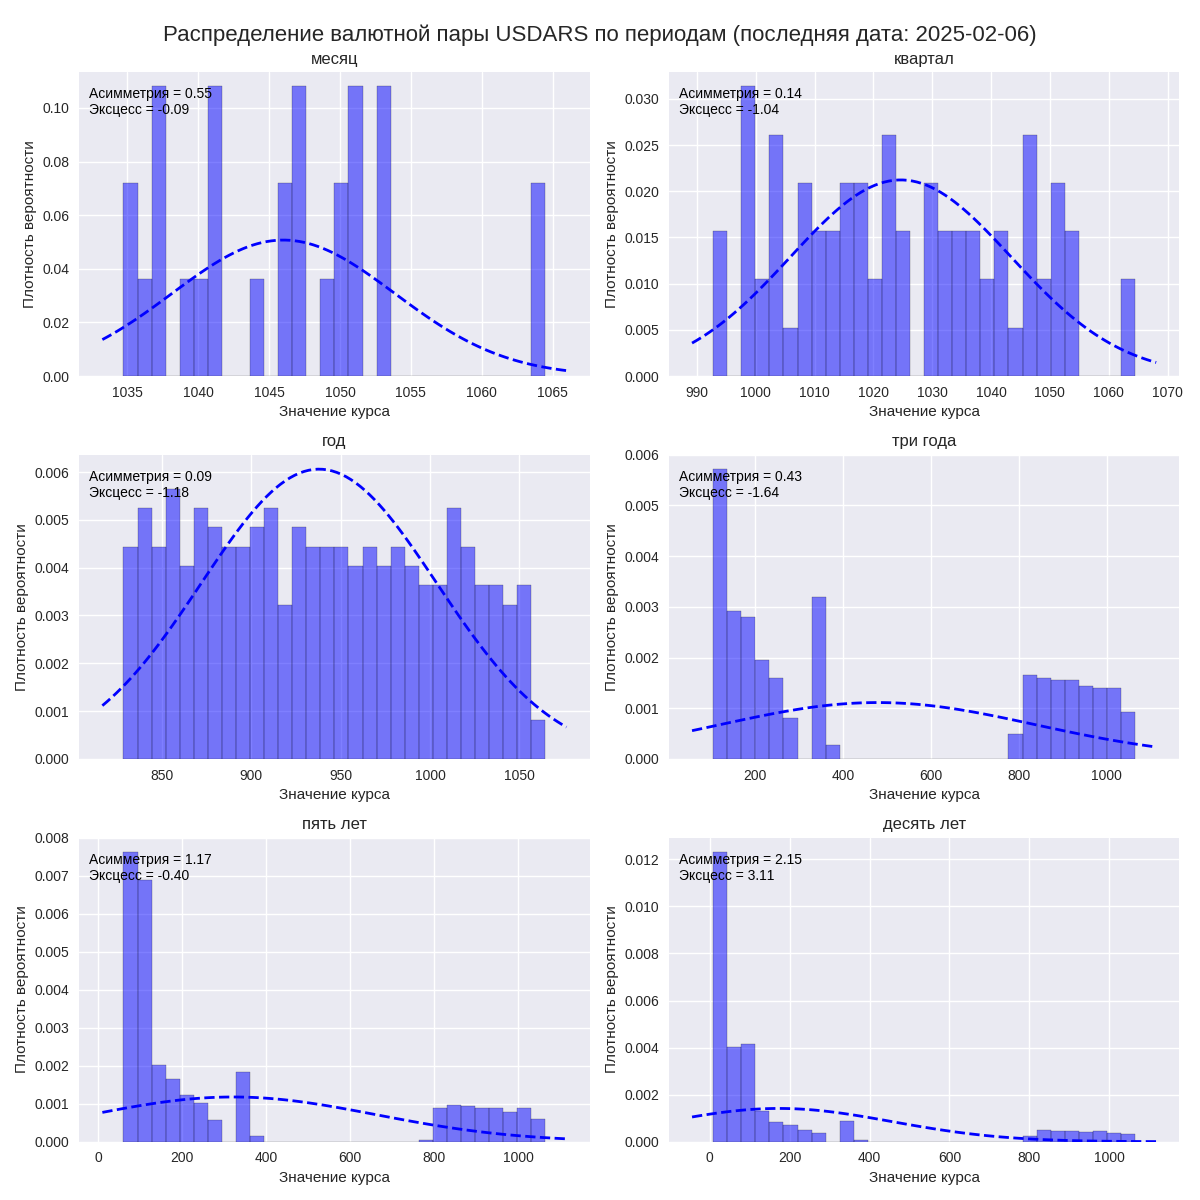 Распределение валютной пары USDARS по периодам (последняя дата: 2025-02-06)
месяц
Асимметрия = 0.55
Эксцесс = -0.09
Плотность вероятности
0.10
0.08
0.06
0.04
0.02
0.00
1035 1040 1045 1050 1055 1060 1065
Значение курса
квартал
Асимметрия = 0.14
Эксцесс = -1.04
Плотность вероятности
0.030
0.025
0.020
0.015
0.010
0.005
0.000
990 1000 1010 1020 1030 1040 1050 1060 1070
Значение курса
год
Асимметрия = 0.09
Эксцесс = -1.18
Плотность вероятности
0.006
0.005
0.004
0.003
0.002
0.001
0.000
850 900 950 1000 1050
Значение курса
три года
Асимметрия = 0.43
Эксцесс = -1.64
Плотность вероятности
0.006
0.005
0.004
0.003
0.002
0.001
0.000
200 400 600 800 1000
Значение курса
пять лет
Асимметрия = 1.17
Эксцесс = -0.40
Плотность вероятности
0.008
0.007
0.006
0.005
0.004
0.003
0.002
0.001
0.000
0 200 400 600 800 1000
Значение курса
десять лет
Асимметрия = 2.15
Эксцесс = 3.11
Плотность вероятности
0.012
0.010
0.008
0.006
0.004
0.002
0.000
0 200 400 600 800 1000
Значение курса